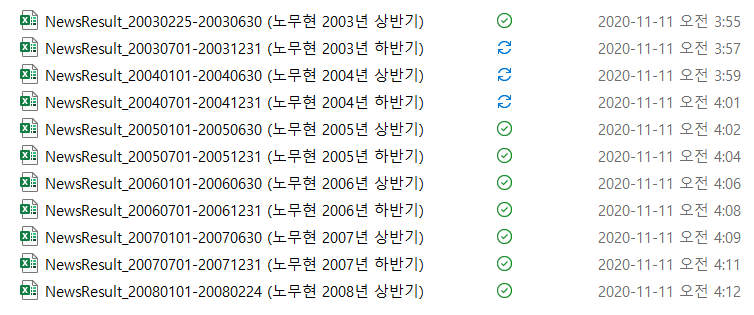 NewsResult_20030225-20030630 (노무현 2003년 상반기) 2020-11-11 오전 3:55
NewsResult_20030701-20031231 (노무현 2003년 하반기) 2020-11-11 오전 3:57
NewsResult_20040101-20040630 (노무현 2004년 상반기) 2020-11-11 오전 3:59
NewsResult_20040701-20041231 (노무현 2004년 하반기) 2020-11-11 오전 4:01
NewsResult_20050101-20050630 (노무현 2005년 상반기) 2020-11-11 오전 4:02
NewsResult_20050701-20051231 (노무현 2005년 하반기) 2020-11-11 오전 4:04
NewsResult_20060101-20060630 (노무현 2006년 상반기) 2020-11-11 오전 4:06
NewsResult_20060701-20061231 (노무현 2006년 하반기) 2020-11-11 오전 4:08
NewsResult_20070101-20070630 (노무현 2007년 상반기) 2020-11-11 오전 4:09
NewsResult_20070701-20071231 (노무현 2007년 하반기) 2020-11-11 오전 4:11
NewsResult_20080101-20080224 (노무현 2008년 상반기) 2020-11-11 오전 4:12